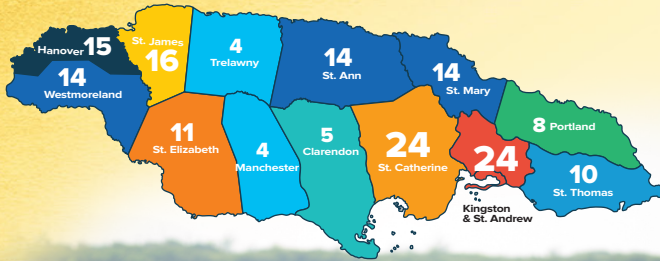 Hanover 15
St. James
16
4
Trelawny
14
St. Ann
14
St. Mary
14
Westmoreland
11
St. Elizabeth
4
Manchester
5
Clarendon
24
St. Catherine
24
Kingston
& St. Andrew
8 Portland
10
St. Thomas